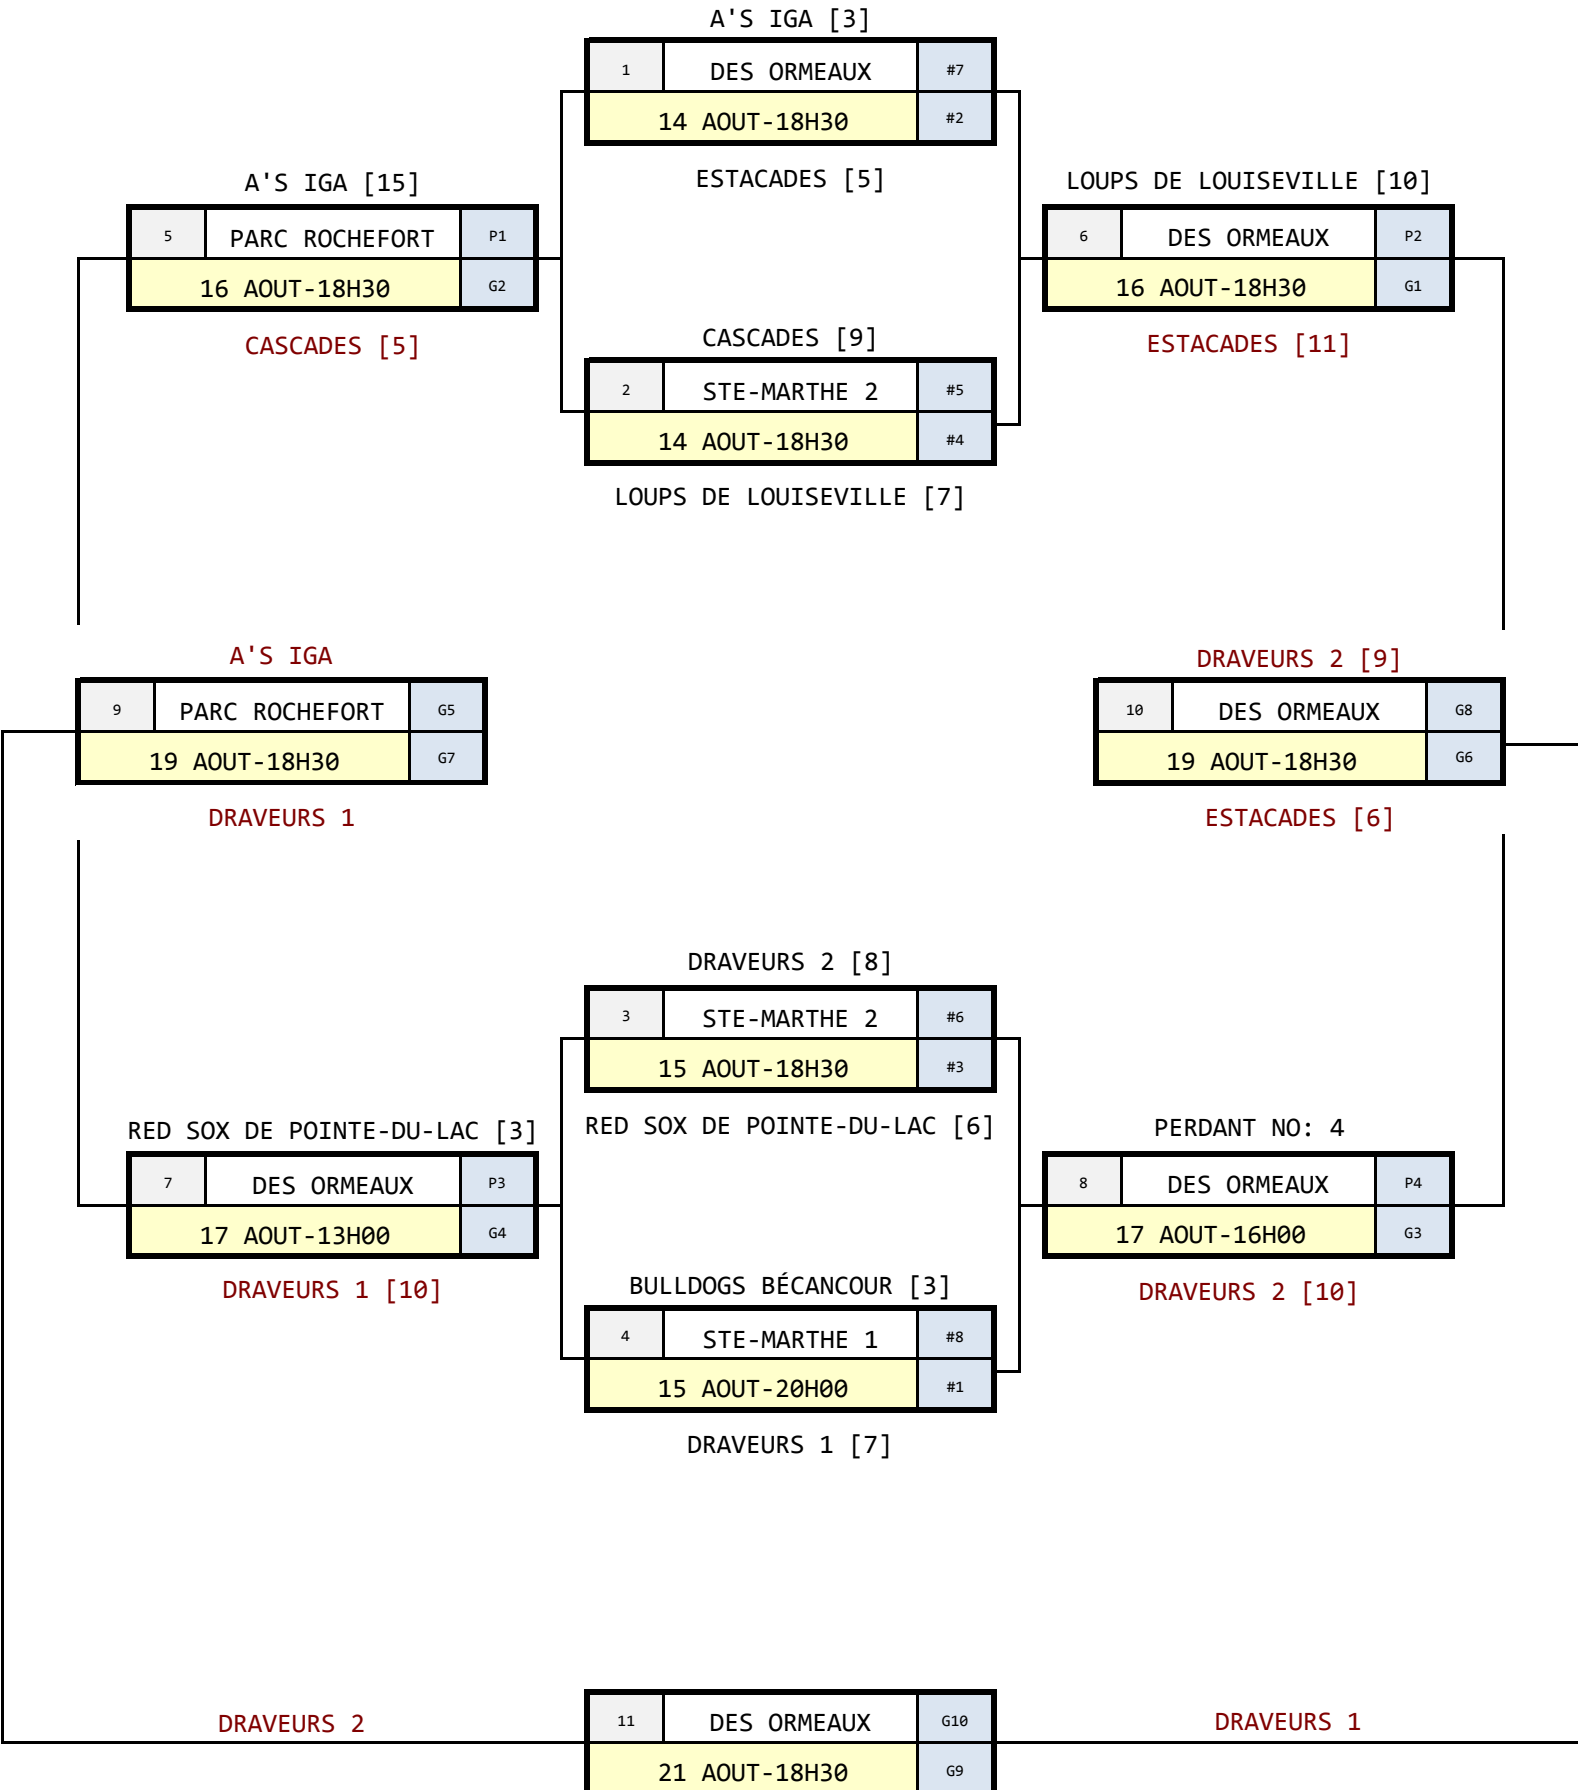 A'S IGA [3]
1 DES ORMEAUX #7
14 AOUT-18H30 #2
ESTACADES [5]
A'S IGA [15]
5 PARC ROCHEFORT P1
16 AOUT-18H30 G2
CASCADES [5]
LOUPS DE LOUISEVILLE [10]
6 DES ORMEAUX P2
16 AOUT-18H30 G1
ESTACADES [11]
CASCADES [9]
2 STE-MARTHE 2 #5
14 AOUT-18H30 #4
LOUPS DE LOUISEVILLE [7]
A'S IGA
9 PARC ROCHEFORT G5
19 AOUT-18H30 G7
DRAVEURS 1
DRAVEURS 2 [9]
10 DES ORMEAUX G8
19 AOUT-18H30 G6
ESTACADES [6]
DRAVEURS 2 [8]
3 STE-MARTHE 2 #6
15 AOUT-18H30 #3
RED SOX DE POINTE-DU-LAC [6]
RED SOX DE POINTE-DU-LAC [3]
7 DES ORMEAUX P3
17 AOUT-13H00 G4
DRAVEURS 1 [10]
PERDANT NO: 4
8 DES ORMEAUX P4
17 AOUT-16H00 G3
DRAVEURS 2 [10]
BULLDOGS BÉCANCOUR [3]
4 STE-MARTHE 1 #8
15 AOUT-20H00 #1
DRAVEURS 1 [7]
DRAVEURS 2
11 DES ORMEAUX G10
21 AOUT-18H30 G9
DRAVEURS 1